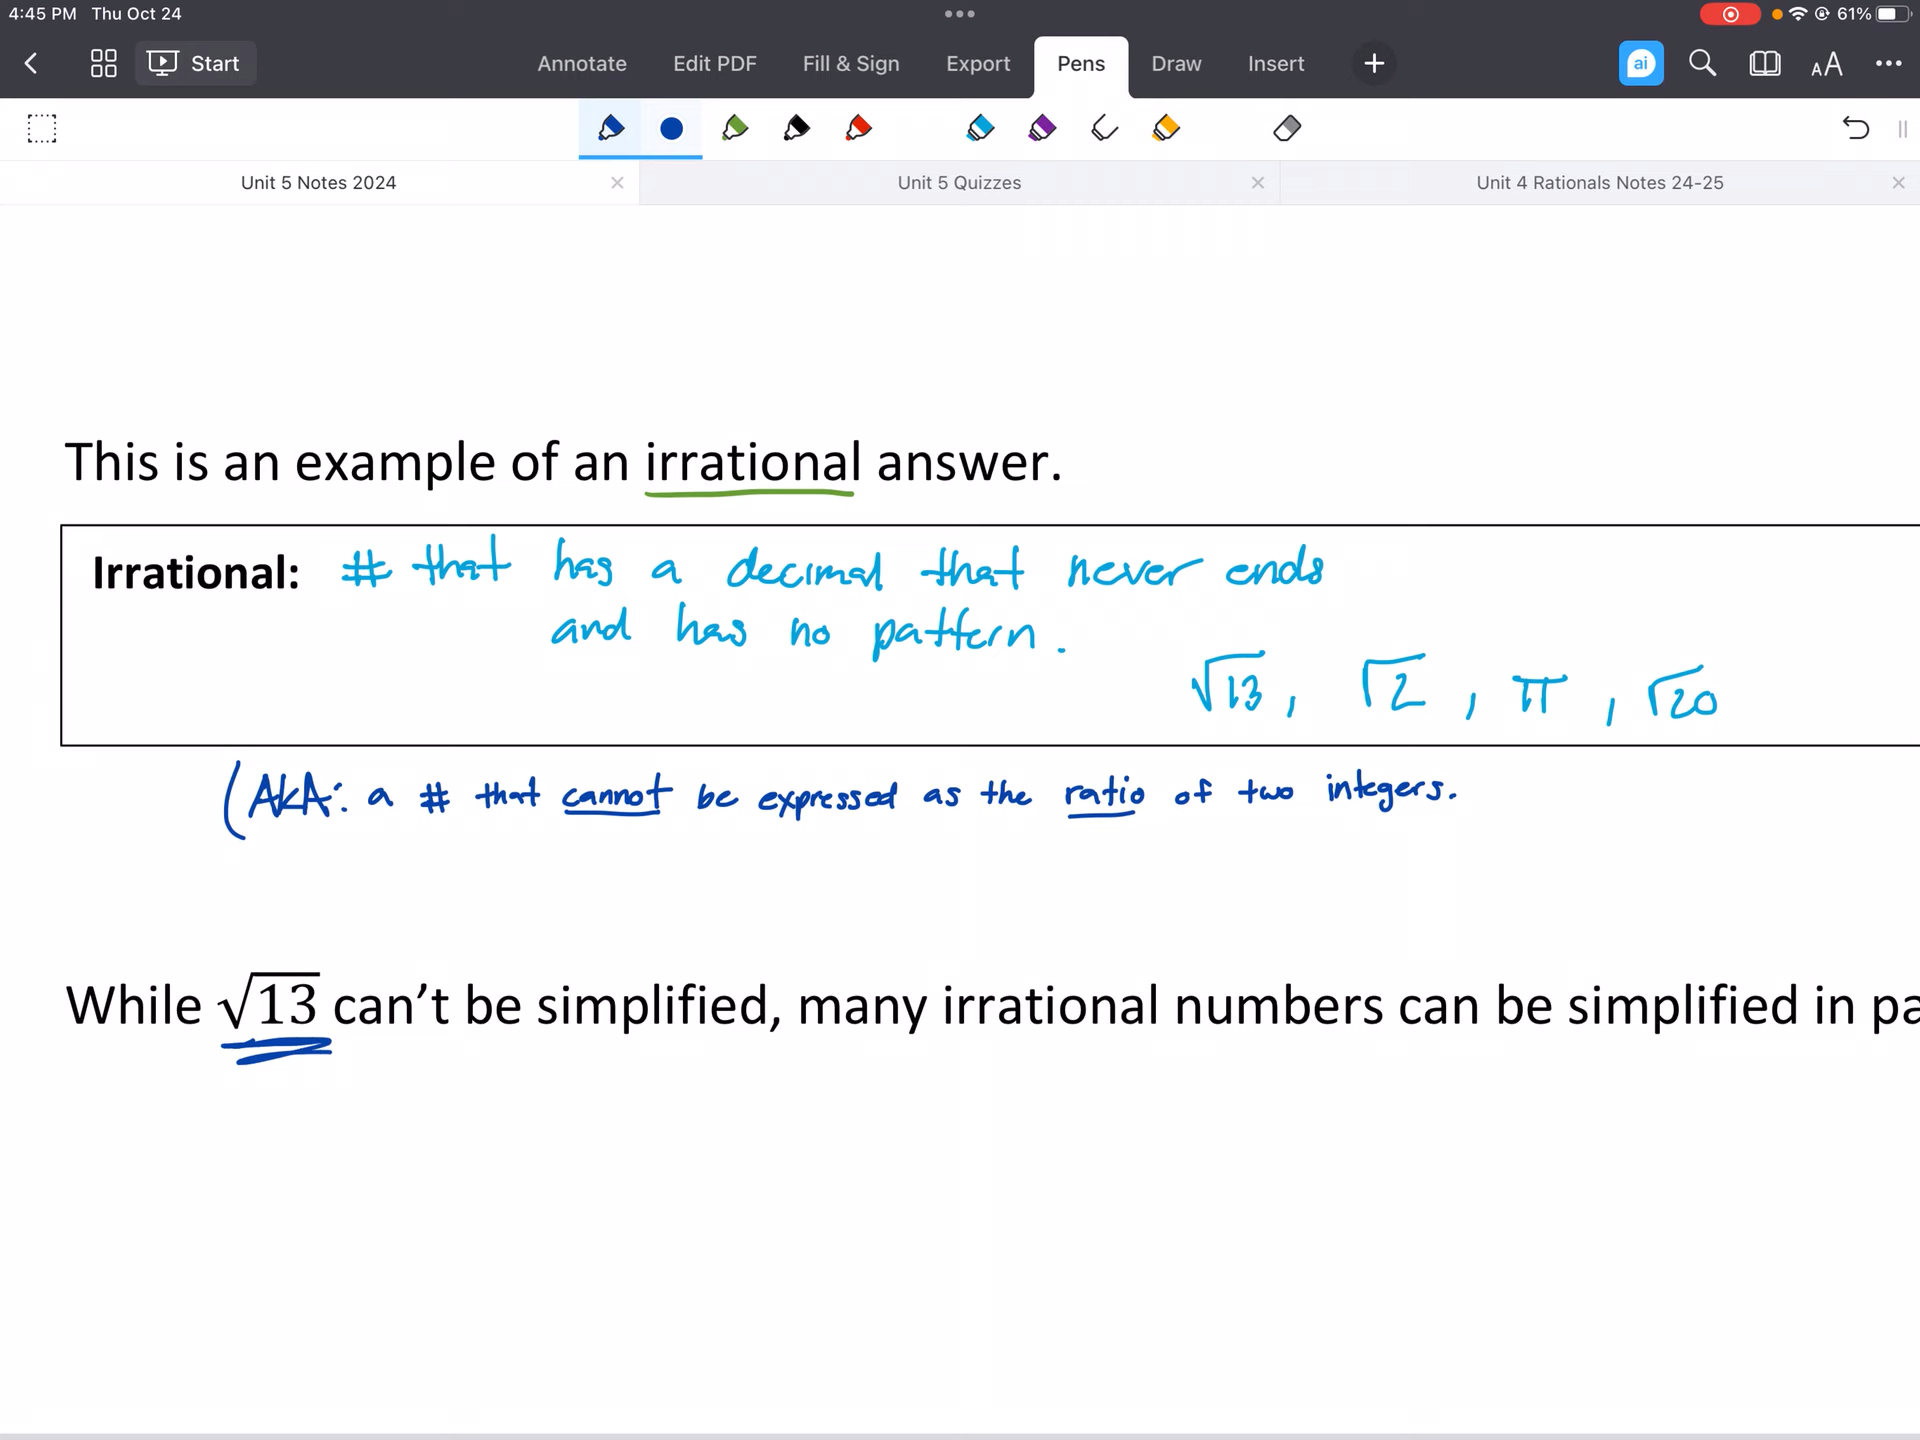 4:45 PM Thu Oct 24
61%
Start Annotate Edit PDF Fill & Sign Export Pens Draw Insert ai AA
Unit 5 Notes 2024 Unit 5 Quizzes Unit 4 Rationals Notes 24-25
This is an example of an irrational answer.
Irrational: # that has a decimal that never ends
and has no pattern.
√13, √2, π, √20
(AKA: a # that cannot be expressed as the ratio of two integers.
While √13 can’t be simplified, many irrational numbers can be simplified in pa